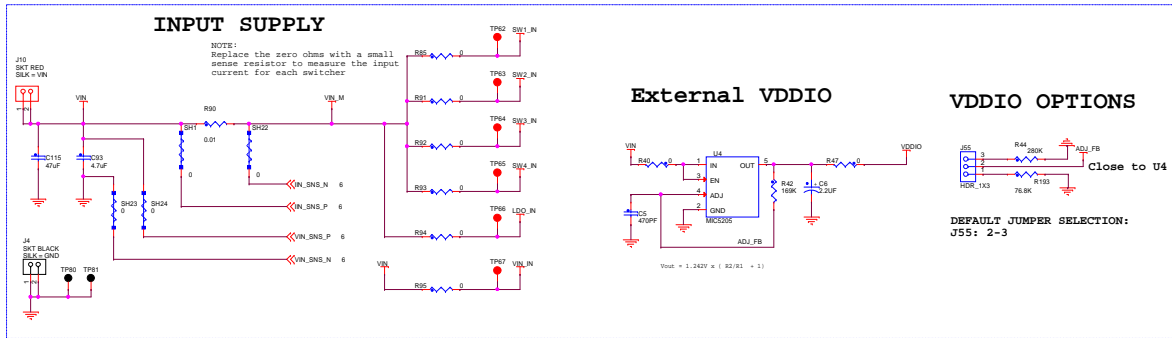 INPUT SUPPLY
NOTE:
Replace the zero ohms with a small
sense resistor to measure the input
current for each switcher
J10
SKT RED
SILK = VIN
1
2
VIN
R90
0.01
VIN_M
SH1
0
SH22
0
C115
47uF
C93
4.7uF
SH23
0
SH24
0
IIN_SNS_N 6
IIN_SNS_P 6
VIN_SNS_P 6
VIN_SNS_N 6
J4
SKT BLACK
SILK = GND
1
2
TP80
TP81
R85 0
TP62
SW1_IN
R91 0
TP63
SW2_IN
R92 0
TP64
SW3_IN
R93 0
TP65
SW4_IN
R94 0
TP66
LDO_IN
VIN
R95 0
TP67
VIN_IN
External VDDIO
VIN
R40 0
U4
1 IN
OUT 5
3 EN
4 ADJ
2 GND
MIC5205
R47 0
VDDIO
R42
169K
C6
2.2UF
+
C5
470PF
ADJ_FB
Vout = 1.242V x ( R2/R1 + 1)
VDDIO OPTIONS
J55
3
2
1
HDR_1X3
R44
280K
ADJ_FB
Close to U4
R193
76.8K
DEFAULT JUMPER SELECTION:
J55: 2-3